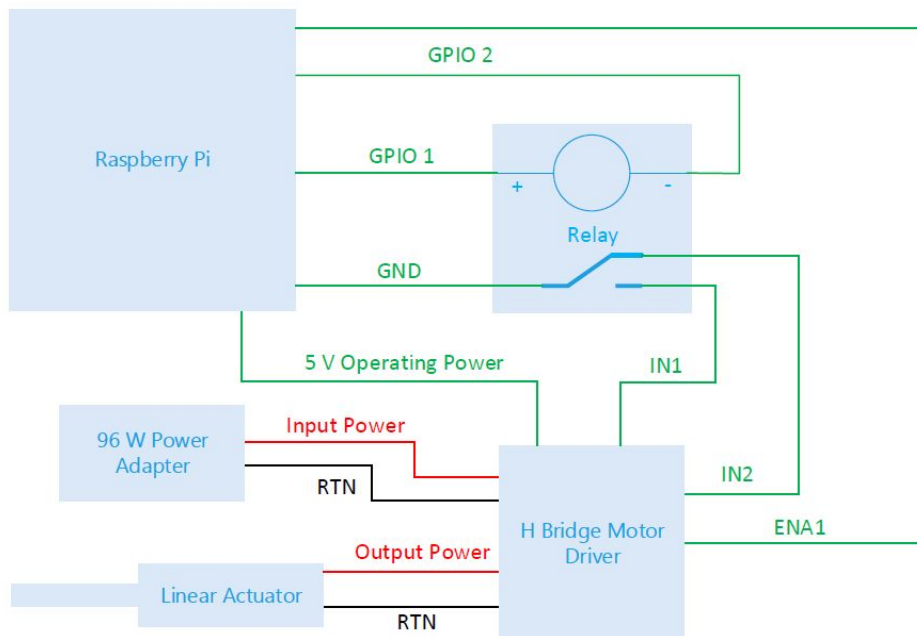 GPIO 2
Raspberry Pi
GPIO 1
+
-
Relay
GND
5 V Operating Power
IN1
Input Power
96 W Power
Adapter
RTN
IN2
H Bridge Motor
Driver
ENA1
Output Power
Linear Actuator
RTN